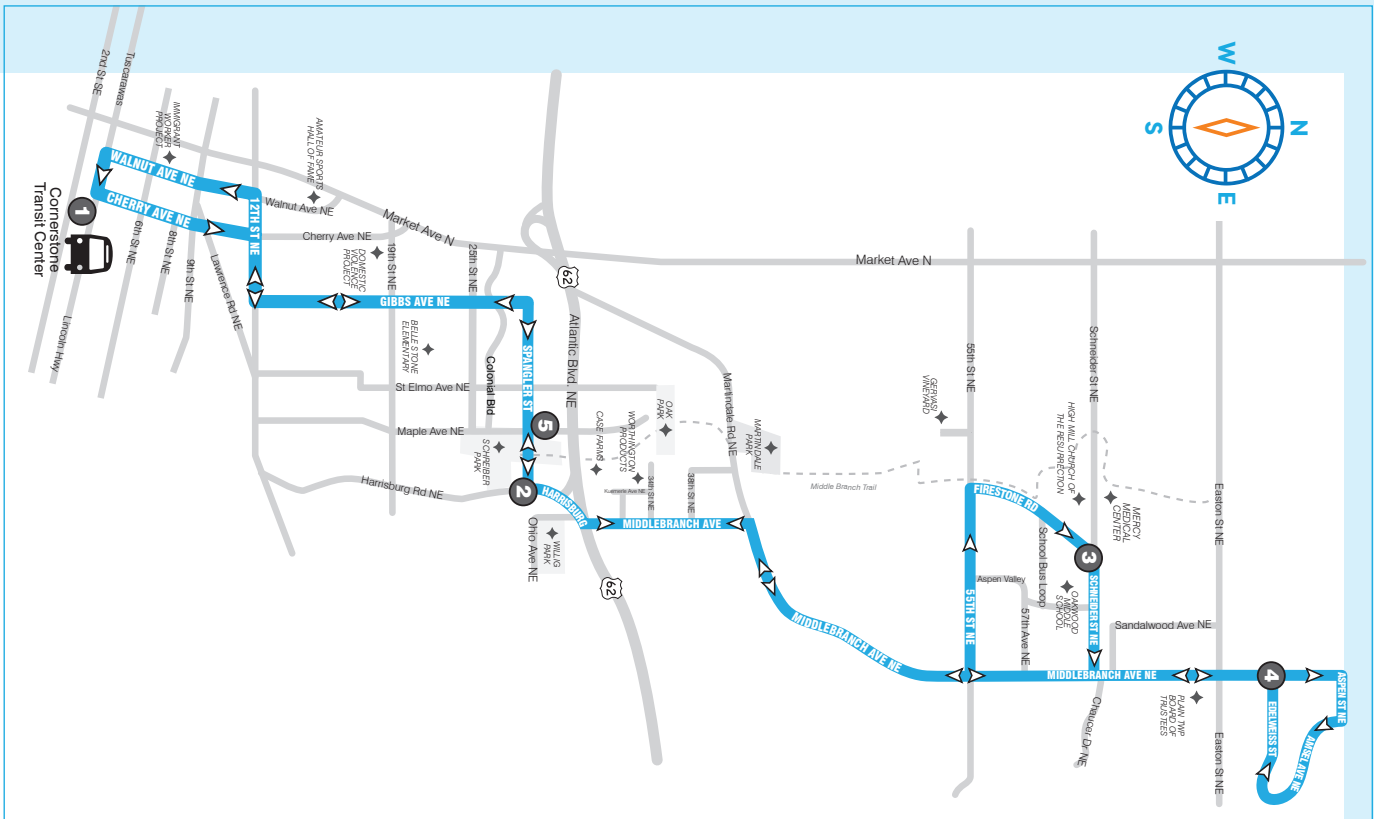 W
N
S
E
2nd St SE
Tuscarawas
IMMIGRANT
WORKER
PROJECT
WALNUT AVE NE
CHERRY AVE NE
1
Cornerstone
Transit Center
Lincoln Hwy
6th St NE
8th St NE
9th St NE
Lawrence Rd NE
12TH ST NE
AMATEUR SPORTS
HALL OF FAME
Walnut Ave NE
Cherry Ave NE
Market Ave N
DOMESTIC
VIOLENCE
PROJECT
19th St NE
25th St NE
GIBBS AVE NE
BELLE STONE
ELEMENTARY
SPANGLER ST
Colonial Bld
St Elmo Ave NE
Maple Ave NE
Harrisburg Rd NE
SCHREIBER
PARK
5
2
HARRISBURG
Ohio Ave NE
WILLIG
PARK
62
Atlantic Blvd. NE
62
CASE FARMS
WORTHINGTON
PRODUCTS
OAK
PARK
Kuemerle Ave NE
34th St NE
38th St NE
Martindale Rd NE
MARTINDALE
PARK
MIDDLEBRANCH AVE
Middle Branch Trail
MIDDLEBRANCH AVE NE
Market Ave N
GERVASI
VINEYARD
55th St NE
55TH ST NE
FIRESTONE RD
Schneider St NE
HIGH MILL CHURCH OF
THE RESURRECTION
MERCY
MEDICAL
CENTER
3
School Bus Loop
Aspen Valley
57th Ave NE
OAKWOOD
MIDDLE
SCHOOL
SCHNEIDER ST NE
Sandalwood Ave NE
Easton St NE
MIDDLEBRANCH AVE NE
Chaucer Dr NE
PLAIN TWP
BOARD OF
TRUSTEES
Easton St NE
4
EDELWEISS ST
AMSEL AVE NE
ASPEN ST NE